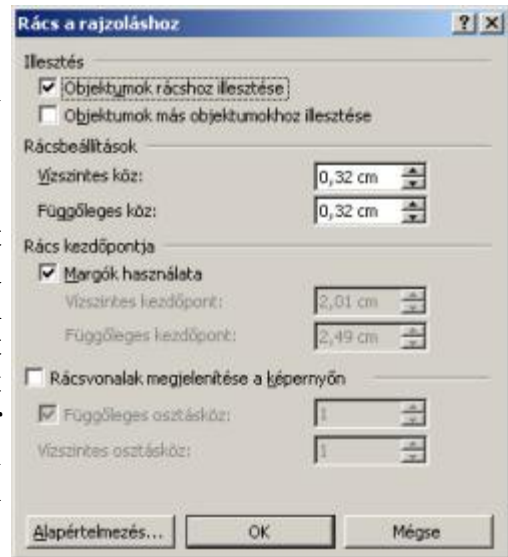 Rács a rajzoláshoz
Illesztés
Objektumok rácshoz illesztése
Objektumok más objektumokhoz illesztése
Rácsbeállítások
Vízszintes köz: 0,32 cm
Függőleges köz: 0,32 cm
Rács kezdőpontja
Margók használata
Vízszintes kezdőpont: 2,01 cm
Függőleges kezdőpont: 2,49 cm
Rácsvonalak megjelenítése a képernyőn
Függőleges osztásköz: 1
Vízszintes osztásköz: 1
Alapértelmezés... OK Mégse